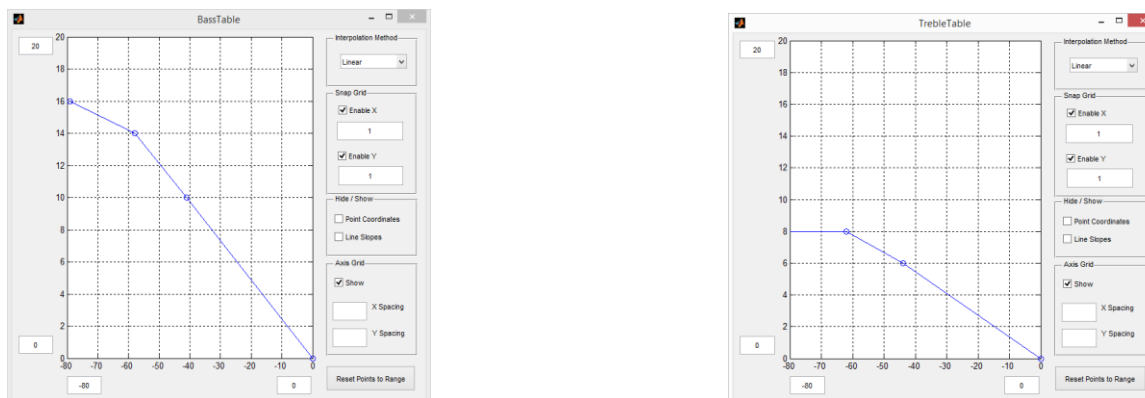 BassTable
20
20
18
16
14
12
10
8
6
4
2
0
-80 -70 -60 -50 -40 -30 -20 -10 0
0
-80
0
Interpolation Method
Linear
Snap Grid
Enable X
1
Enable Y
1
Hide / Show
Point Coordinates
Line Slopes
Axis Grid
Show
X Spacing
Y Spacing
Reset Points to Range
TrebleTable
20
20
18
16
14
12
10
8
6
4
2
0
-80 -70 -60 -50 -40 -30 -20 -10 0
0
-80
0
Interpolation Method
Linear
Snap Grid
Enable X
1
Enable Y
1
Hide / Show
Point Coordinates
Line Slopes
Axis Grid
Show
X Spacing
Y Spacing
Reset Points to Range